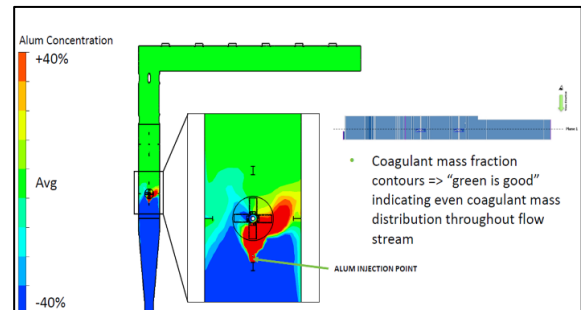 Alum Concentration
+40%
Avg
-40%
• Coagulant mass fraction
contours => “green is good”
indicating even coagulant mass
distribution throughout flow
stream
ALUM INJECTION POINT